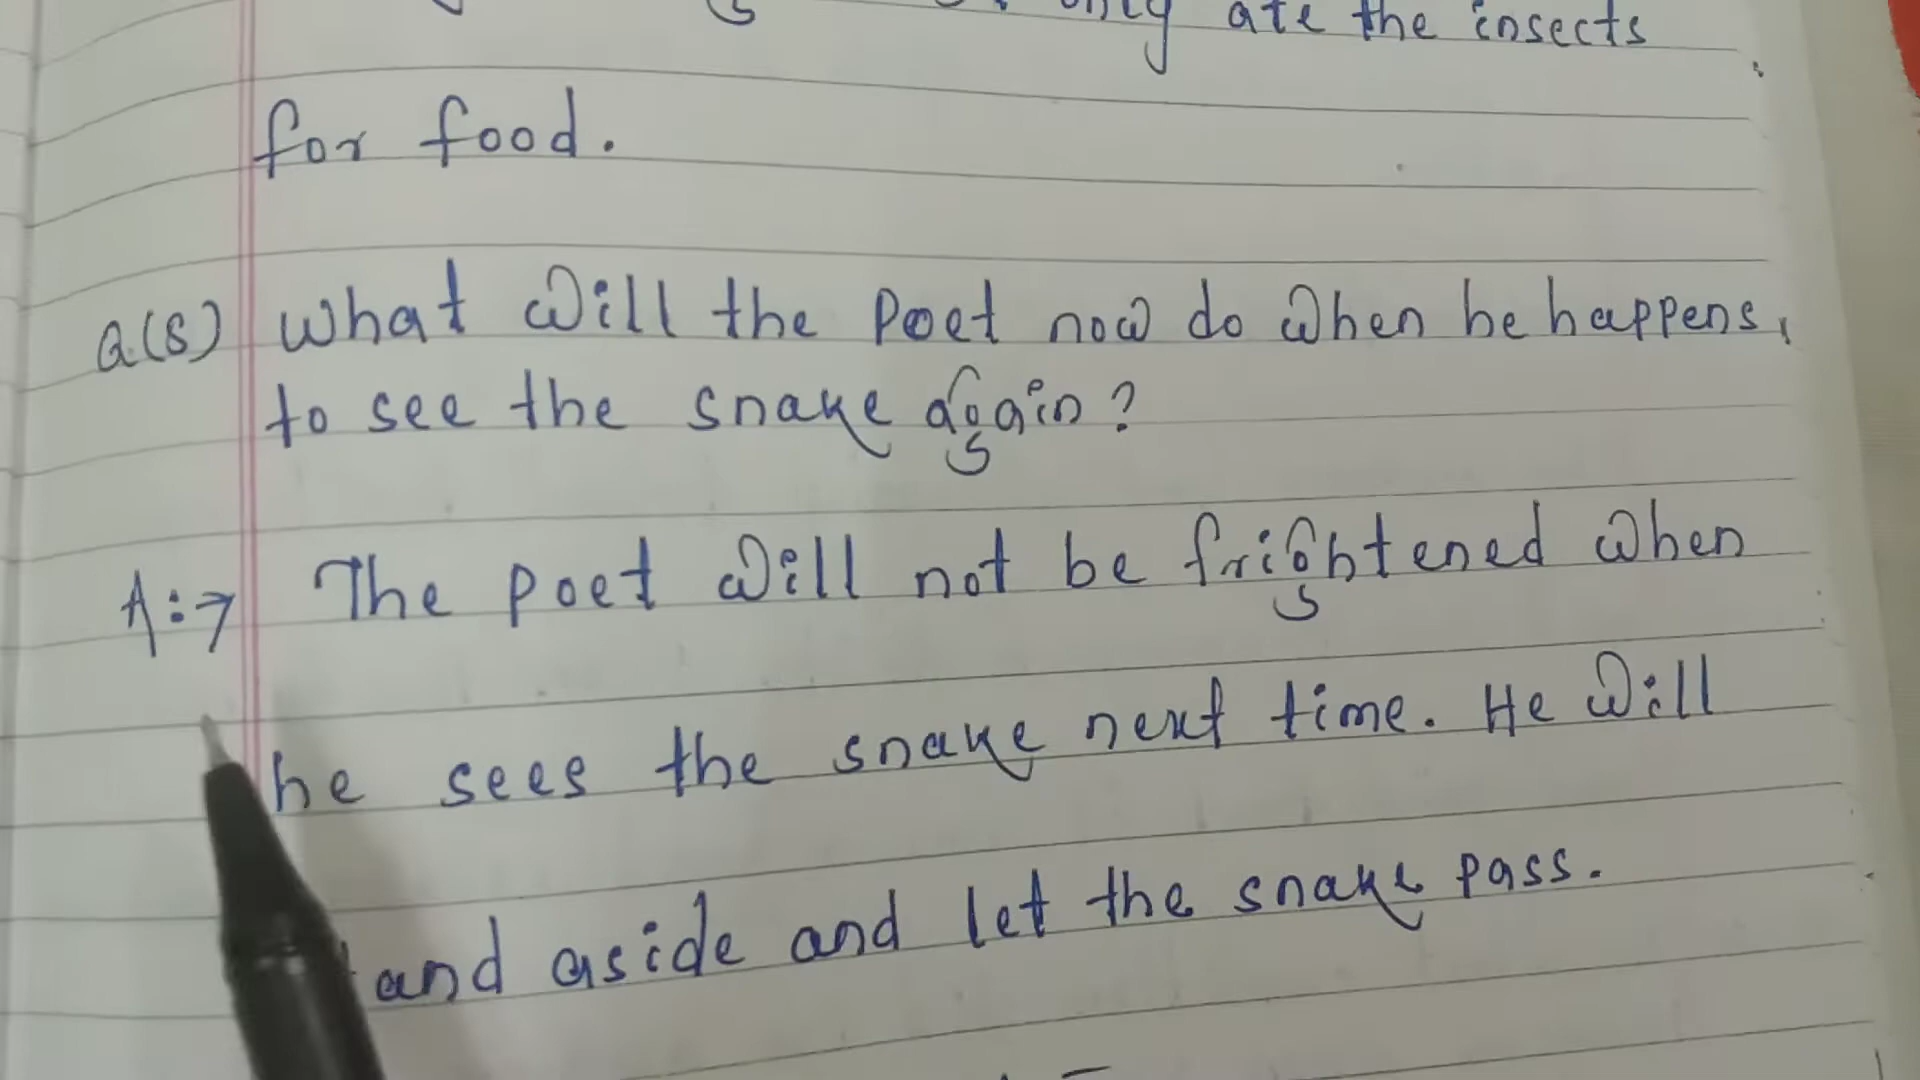 only ate the insects
for food.
Q(5) What will the Poet now do when he happens
to see the snake again?
A:→ The poet will not be frightened when
he sees the snake next time. He will
and aside and let the snake pass.